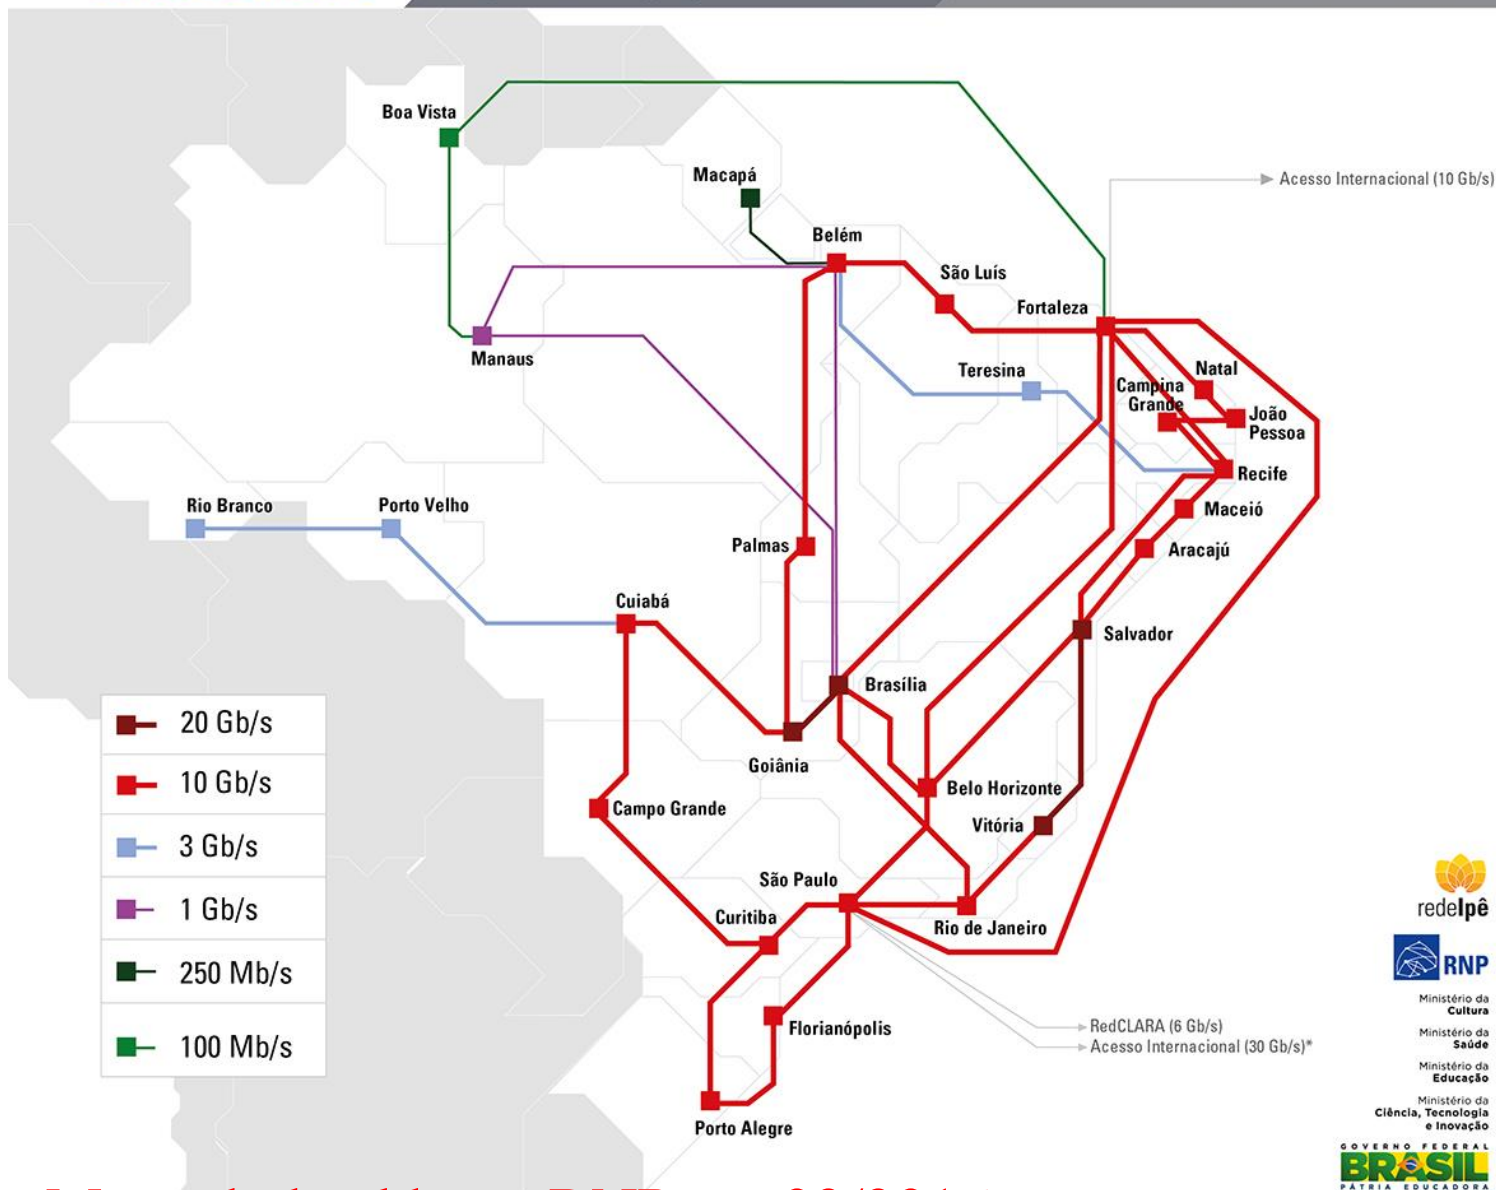 Boa Vista
Macapá
Acesso Internacional (10 Gb/s)
Belém
São Luís
Fortaleza
Manaus
Teresina
Natal
Campina
Grande
João
Pessoa
Recife
Rio Branco
Porto Velho
Maceió
Palmas
Aracajú
Cuiabá
Salvador
Brasília
20 Gb/s
Goiânia
10 Gb/s
Belo Horizonte
Campo Grande
Vitória
3 Gb/s
São Paulo
1 Gb/s
Curitiba
Rio de Janeiro
redeIpê
RNP
250 Mb/s
Ministério da
Cultura
RedCLARA (6 Gb/s)
Florianópolis
Ministério da
Saúde
100 Mb/s
Acesso Internacional (30 Gb/s)*
Ministério da
Educação
Ministério da
Ciência, Tecnologia
e Inovação
Porto Alegre
GOVERNO FEDERAL
BRASIL
PÁTRIA EDUCADORA